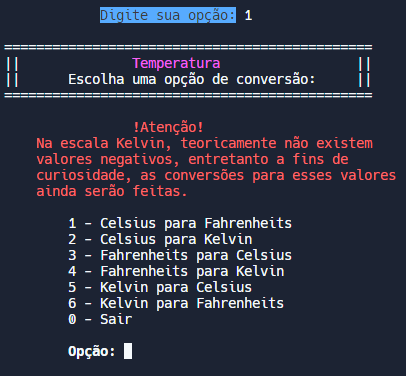 Digite sua opção: 1
==============================================
|| Temperatura ||
|| Escolha uma opção de conversão: ||
==============================================
!Atenção!
Na escala Kelvin, teoricamente não existem
valores negativos, entretanto a fins de
curiosidade, as conversões para esses valores
ainda serão feitas.
1 - Celsius para Fahrenheits
2 - Celsius para Kelvin
3 - Fahrenheits para Celsius
4 - Fahrenheits para Kelvin
5 - Kelvin para Celsius
6 - Kelvin para Fahrenheits
0 - Sair
Opção: